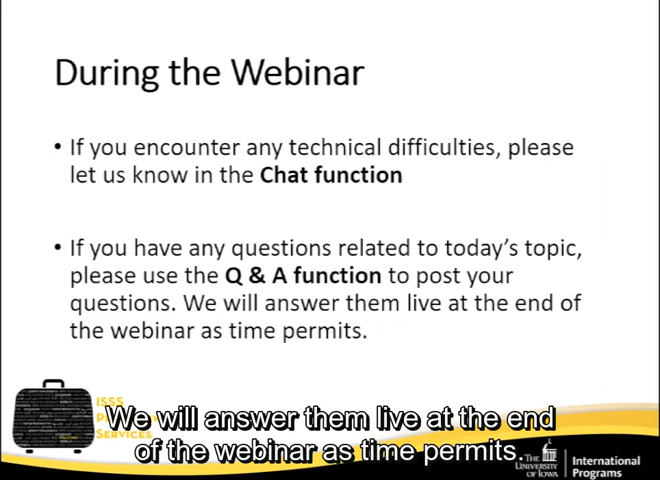 During the Webinar
• If you encounter any technical difficulties, please
let us know in the Chat function
• If you have any questions related to today's topic,
please use the Q & A function to post your
questions. We will answer them live at the end of
the webinar as time permits.
ISSS
SERVICES
We will answer them live at the end
of the webinar as time permits.
THE
UNIVERSITY
OF IOWA
International
Programs